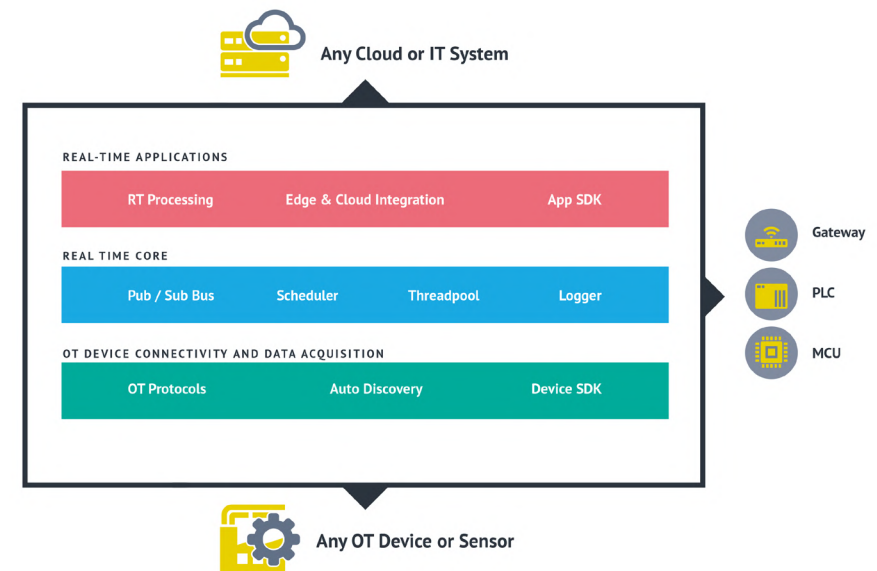 Any Cloud or IT System
REAL-TIME APPLICATIONS
RT Processing Edge & Cloud Integration App SDK
REAL TIME CORE
Pub / Sub Bus Scheduler Threadpool Logger
OT DEVICE CONNECTIVITY AND DATA ACQUISITION
OT Protocols Auto Discovery Device SDK
Gateway
PLC
MCU
Any OT Device or Sensor